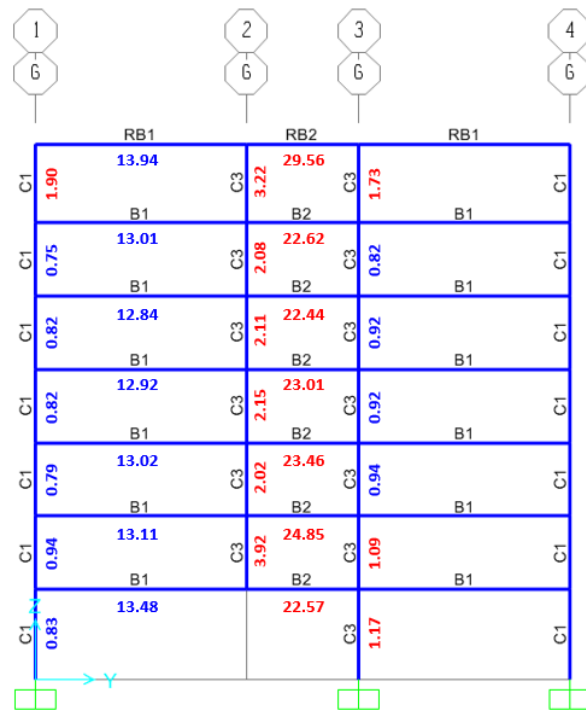 1 2 3 4
G G G G
RB1 RB2 RB1
C1 1.90 13.94 C3 3.22 29.56 C3 1.73 C1
B1 B2 B1
C1 0.75 13.01 C3 2.08 22.62 C3 0.82 C1
B1 B2 B1
C1 0.82 12.84 C3 2.11 22.44 C3 0.92 C1
B1 B2 B1
C1 0.82 12.92 C3 2.15 23.01 C3 0.92 C1
B1 B2 B1
C1 0.79 13.02 C3 2.02 23.46 C3 0.94 C1
B1 B2 B1
C1 0.94 13.11 C3 3.92 24.85 C3 1.09 C1
B1 B2 B1
C1 0.83 13.48 22.57 C3 1.17 C1
Z
Y